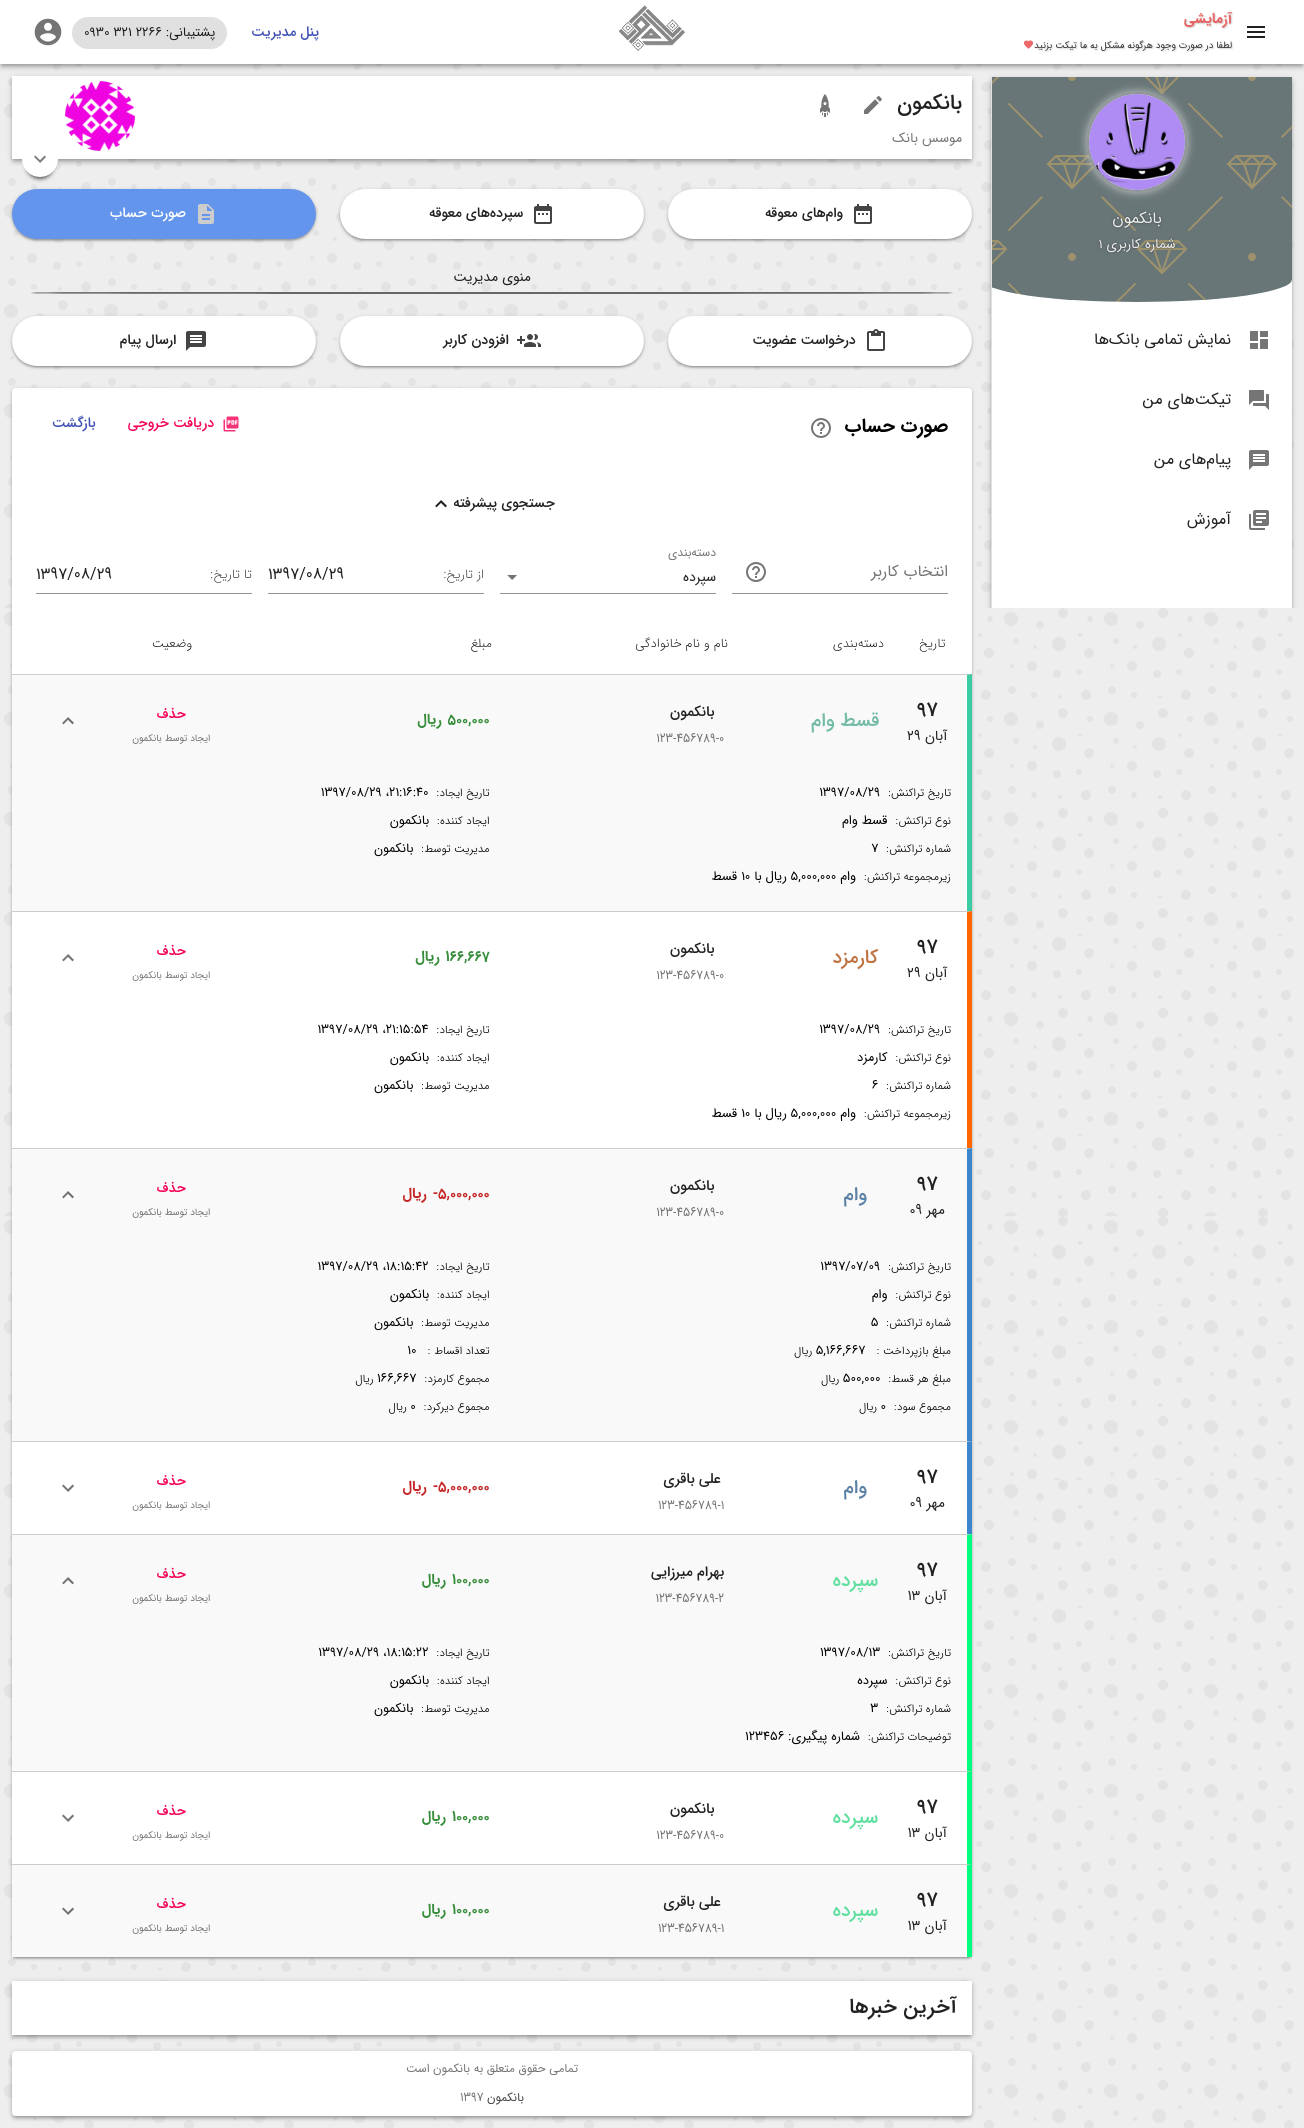 آزمایشی
لطفا در صورت وجود هرگونه مشکل به ما تیکت بزنید
پنل مدیریت
پشتیبانی: ۲۲۶۶ ۳۲۱ ۰۹۳۰
بانکمون
شماره کاربری ۱
نمایش تمامی بانک‌ها
تیکت‌های من
پیام‌های من
آموزش
بانکمون
موسس بانک
وام‌های معوقه
سپرده‌های معوقه
صورت حساب
منوی مدیریت
درخواست عضویت
افزودن کاربر
ارسال پیام
صورت حساب
دریافت خروجی
بازگشت
جستجوی پیشرفته
انتخاب کاربر
دسته‌بندی
سپرده
از تاریخ: ۱۳۹۷/۰۸/۲۹
تا تاریخ: ۱۳۹۷/۰۸/۲۹
تاریخ دسته‌بندی نام و نام خانوادگی مبلغ وضعیت
۹۷
آبان ۲۹
قسط وام
بانکمون
۱۲۳-۴۵۶۷۸۹-۰
۵۰۰,۰۰۰ ریال
حذف
ایجاد توسط بانکمون
تاریخ تراکنش: ۱۳۹۷/۰۸/۲۹
نوع تراکنش: قسط وام
شماره تراکنش: ۷
زیرمجموعه تراکنش: وام ۵,۰۰۰,۰۰۰ ریال با ۱۰ قسط
تاریخ ایجاد: ۲۱:۱۶:۴۰، ۱۳۹۷/۰۸/۲۹
ایجاد کننده: بانکمون
مدیریت توسط: بانکمون
۹۷
آبان ۲۹
کارمزد
بانکمون
۱۲۳-۴۵۶۷۸۹-۰
۱۶۶,۶۶۷ ریال
حذف
ایجاد توسط بانکمون
تاریخ تراکنش: ۱۳۹۷/۰۸/۲۹
نوع تراکنش: کارمزد
شماره تراکنش: ۶
زیرمجموعه تراکنش: وام ۵,۰۰۰,۰۰۰ ریال با ۱۰ قسط
تاریخ ایجاد: ۲۱:۱۵:۵۴، ۱۳۹۷/۰۸/۲۹
ایجاد کننده: بانکمون
مدیریت توسط: بانکمون
۹۷
مهر ۰۹
وام
بانکمون
۱۲۳-۴۵۶۷۸۹-۰
-۵,۰۰۰,۰۰۰ ریال
حذف
ایجاد توسط بانکمون
تاریخ تراکنش: ۱۳۹۷/۰۷/۰۹
نوع تراکنش: وام
شماره تراکنش: ۵
مبلغ بازپرداخت : ۵,۱۶۶,۶۶۷ ریال
مبلغ هر قسط: ۵۰۰,۰۰۰ ریال
مجموع سود: ۰ ریال
تاریخ ایجاد: ۱۸:۱۵:۴۲، ۱۳۹۷/۰۸/۲۹
ایجاد کننده: بانکمون
مدیریت توسط: بانکمون
تعداد اقساط : ۱۰
مجموع کارمزد: ۱۶۶,۶۶۷ ریال
مجموع دیرکرد: ۰ ریال
۹۷
مهر ۰۹
وام
علی باقری
۱۲۳-۴۵۶۷۸۹-۱
-۵,۰۰۰,۰۰۰ ریال
حذف
ایجاد توسط بانکمون
۹۷
آبان ۱۳
سپرده
بهرام میرزایی
۱۲۳-۴۵۶۷۸۹-۲
۱۰۰,۰۰۰ ریال
حذف
ایجاد توسط بانکمون
تاریخ تراکنش: ۱۳۹۷/۰۸/۱۳
نوع تراکنش: سپرده
شماره تراکنش: ۳
توضیحات تراکنش: شماره پیگیری: ۱۲۳۴۵۶
تاریخ ایجاد: ۱۸:۱۵:۲۲، ۱۳۹۷/۰۸/۲۹
ایجاد کننده: بانکمون
مدیریت توسط: بانکمون
۹۷
آبان ۱۳
سپرده
بانکمون
۱۲۳-۴۵۶۷۸۹-۰
۱۰۰,۰۰۰ ریال
حذف
ایجاد توسط بانکمون
۹۷
آبان ۱۳
سپرده
علی باقری
۱۲۳-۴۵۶۷۸۹-۱
۱۰۰,۰۰۰ ریال
حذف
ایجاد توسط بانکمون
آخرین خبرها
تمامی حقوق متعلق به بانکمون است
بانکمون ۱۳۹۷